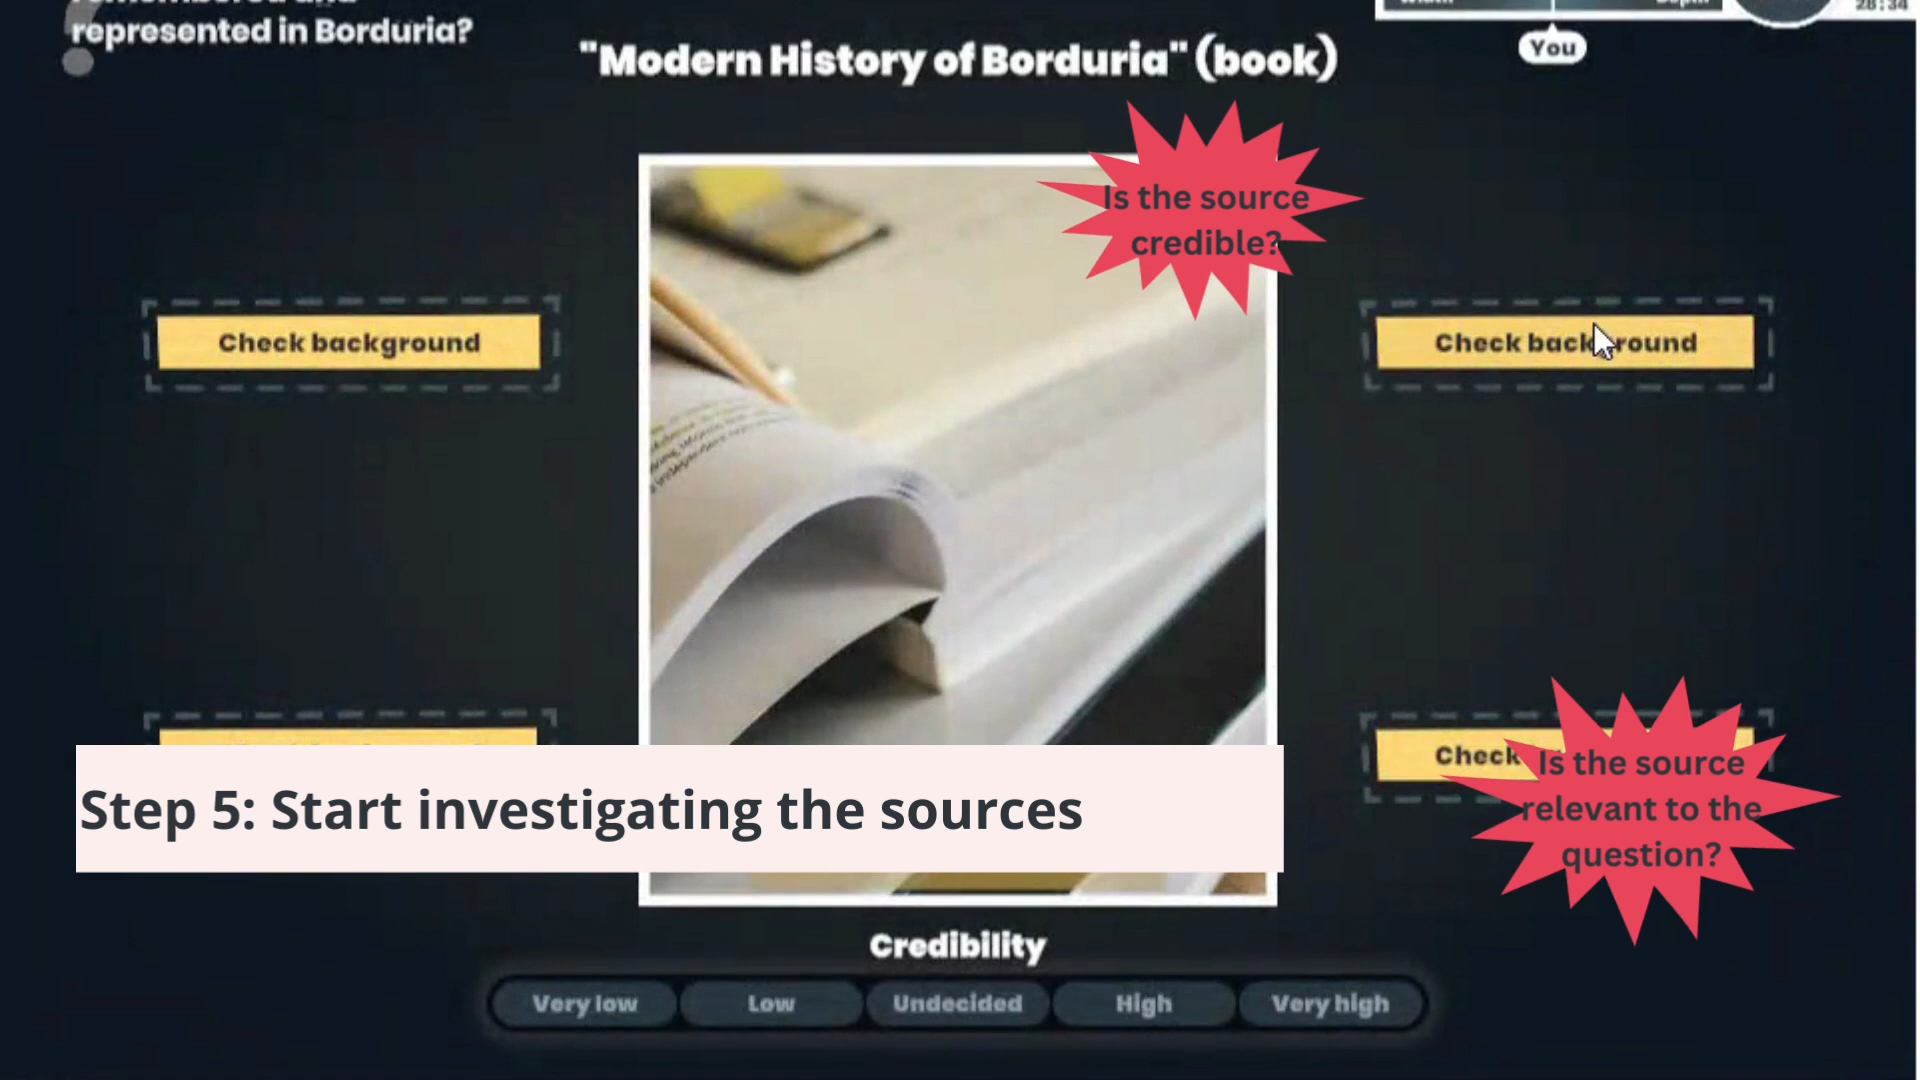 represented in Borduria?
28:34
You
"Modern History of Borduria" (book)
Is the source
credible?
Check background
Check background
Check
Is the source
relevant to the
question?
Step 5: Start investigating the sources
Credibility
Very low
Low
Undecided
High
Very high